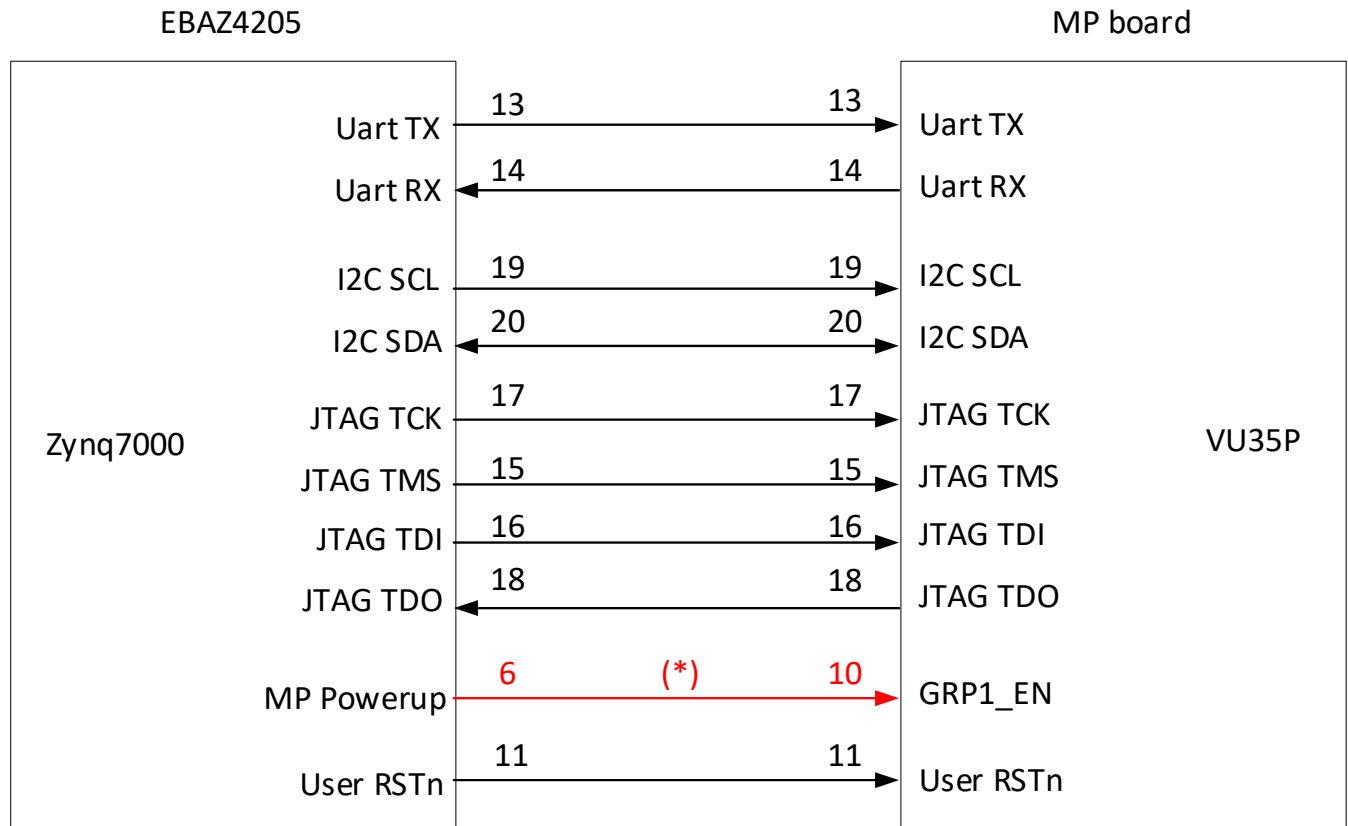 EBAZ4205 MP board
Uart TX 13 13 Uart TX
Uart RX 14 14 Uart RX
I2C SCL 19 19 I2C SCL
I2C SDA 20 20 I2C SDA
JTAG TCK 17 17 JTAG TCK
Zynq7000 VU35P
JTAG TMS 15 15 JTAG TMS
JTAG TDI 16 16 JTAG TDI
JTAG TDO 18 18 JTAG TDO
MP Powerup 6 (*) 10 GRP1_EN
User RSTn 11 11 User RSTn